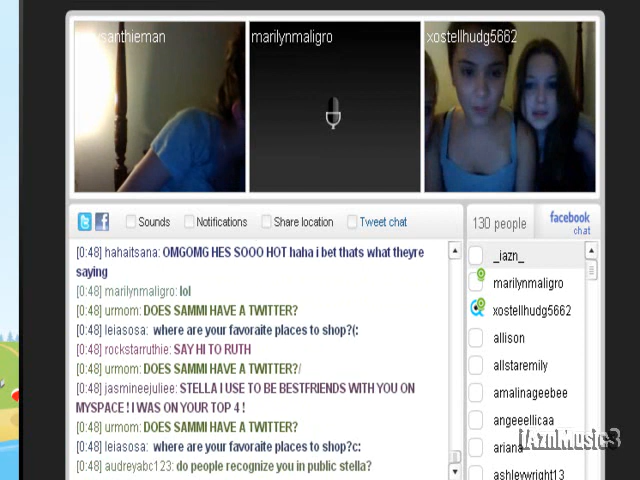 santhieman
marilynmaligro
xostellhudg5662
Sounds
Notifications
Share location
Tweet chat
130 people
facebook
chat
[0:48] hahaitsana: OMGOMG HES SOOO HOT haha i bet thats what theyre
saying
[0:48] marilynmaligro: lol
[0:48] urmom: DOES SAMMI HAVE A TWITTER?
[0:48] leiasosa: where are your favoraite places to shop?(:
[0:48] rockstarruthie: SAY HI TO RUTH
[0:48] urmom: DOES SAMMI HAVE A TWITTER?/
[0:48] jasmineejuliee: STELLA I USE TO BE BESTFRIENDS WITH YOU ON
MYSPACE ! I WAS ON YOUR TOP 4 !
[0:48] urmom: DOES SAMMI HAVE A TWITTER?
[0:48] leiasosa: where are your favoraite places to shop?c:
[0:48] audreyabc123: do people recognize you in public stella?
_iazn_
marilynmaligro
xostellhudg5662
allison
allstaremily
amalinageebee
angeeellicaa
ariana
ashleywright13
iAznMusic3